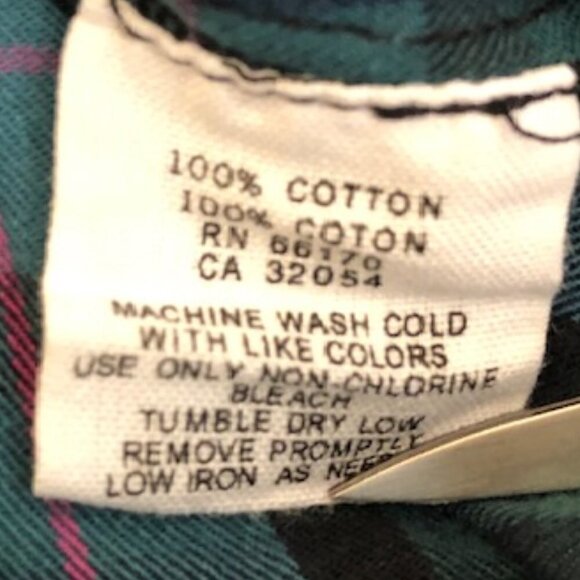 100% COTTON
100% COTON
RN 66170
CA 32054
MACHINE WASH COLD
WITH LIKE COLORS
USE ONLY NON-CHLORINE
BLEACH
TUMBLE DRY LOW
REMOVE PROMPTLY
LOW IRON AS